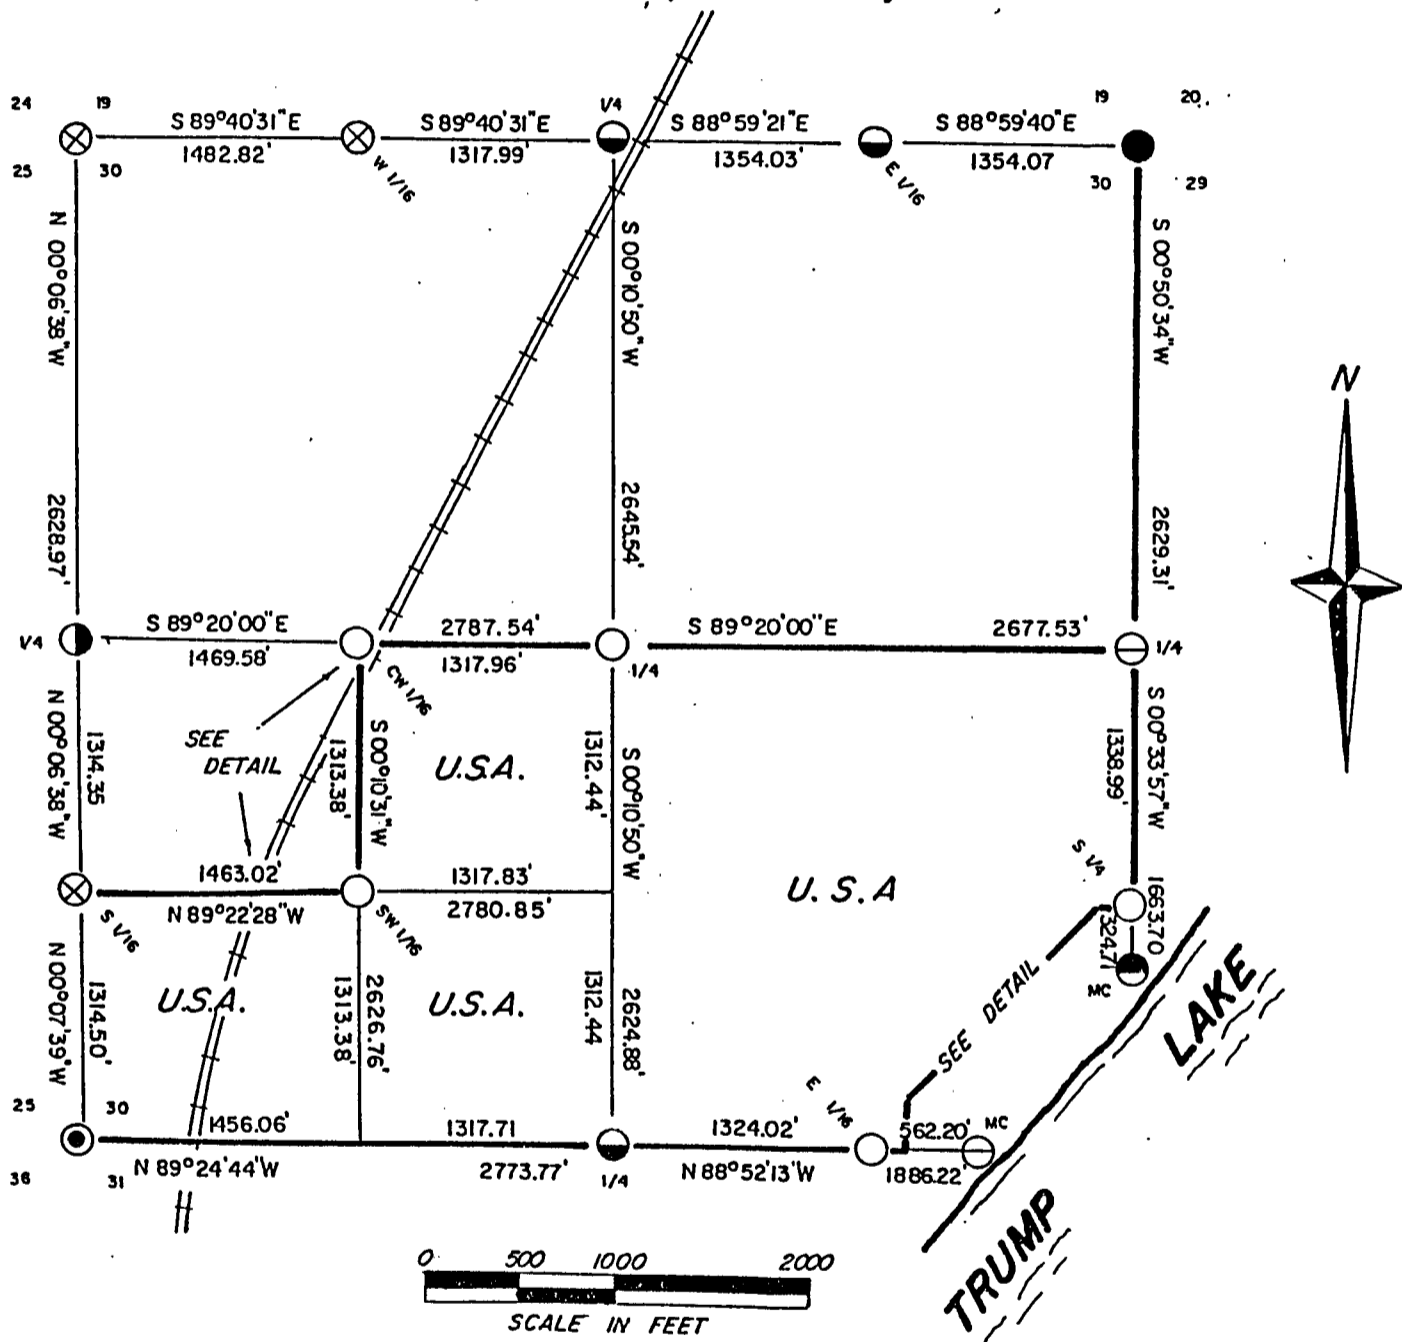 24
19
1/4
19
20
S 89°40'31"E
S 89°40'31"E
S 88°59'21"E
S 88°59'40"E
1482.82'
1317.99'
1354.03'
1354.07
25
30
W 1/16
E 1/16
30
29
N 00°06'38"W
2628.97'
S 00°10'50"W
2645.54'
S 00°50'34"W
2629.31'
N
1/4
S 89°20'00"E
1469.58'
2787.54'
1317.96'
S 89°20'00"E
2677.53'
1/4
1/4
CW 1/16
SEE
DETAIL
N 00°06'38"W
1314.35
1313.38'
S 00°10'31"W
U.S.A.
1312.44'
S 00°10'50"W
1338.99'
S 00°33'57"W
U.S.A
S 1/4
1663.70
324.71
MC
1463.02'
N 89°22'28"W
1317.83'
2780.85'
S 1/16
SW 1/16
N 00°07'39"W
1314.50'
U.S.A.
1313.38'
2626.76'
U.S.A.
1312.44
2624.88'
SEE DETAIL
LAKE
25
30
1456.06'
1317.71
E 1/16
1324.02'
562.20'
MC
N 89°24'44"W
2773.77'
1/4
N 88°52'13"W
1886.22'
36
31
TRUMP
0
500
1000
2000
SCALE IN FEET